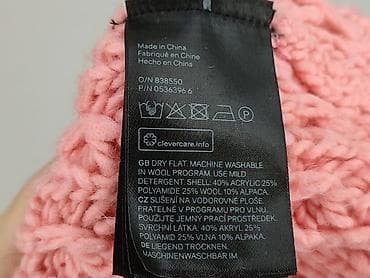 Made in China
Fabriqué en Chine
Hecho en China
O/N 838550
P/N 0536396 6
P
clevercare.info
GB DRY FLAT. MACHINE WASHABLE
IN WOOL PROGRAM. USE MILD
DETERGENT. SHELL: 40% ACRYLIC 25%
POLYAMIDE 25% WOOL 10% ALPACA
CZ SUŠENÍ NA VODOROVNÉ PLOŠE.
PRATELNÉ V PROGRAMU PRO VLNU.
POUŽIJTE JEMNÝ PRACÍ PROSTŘEDEK.
SVRCHNÍ LÁTKA: 40% AKRYL 25%
POLYAMID 25% VLNA 10% ALPAKA
DE LIEGEND TROCKNEN.
MASCHINENWASCHBAR IM